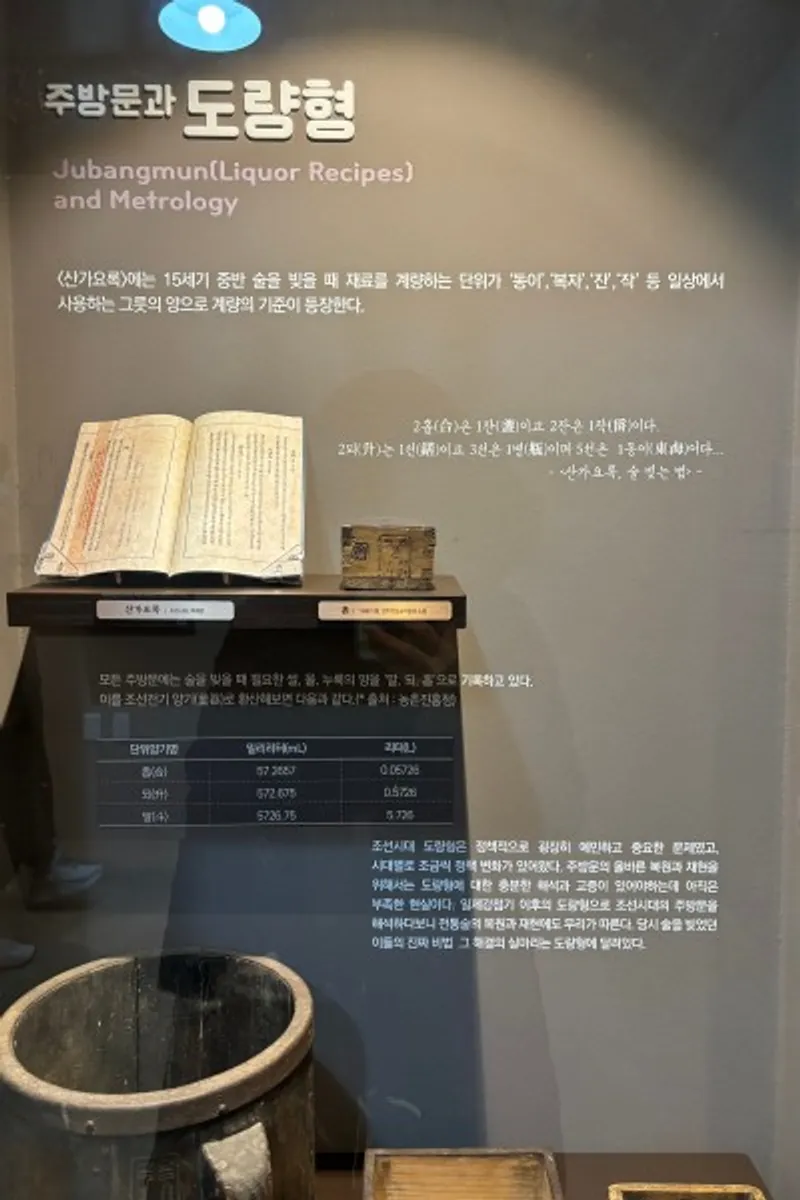 주방문과 도량형
Jubangmun(Liquor Recipes)
and Metrology
<산가요록>에는 15세기 중반 술을 빚을 때 재료를 계량하는 단위가 '동이', '복자', '잔', '작' 등 일상에서
사용하는 그릇의 양으로 계량의 기준이 등장한다.
2홉(合)은 1잔(盞)이고 2잔은 1작(爵)이다.
2되(升)는 1선(鐥)이고 3선은 1병(甁)이며 5선은 1동이(東海)이다...
- <산가요록, 술 빚는 법> -
산가요록
홉
모든 주방문에는 술을 빚을 때 필요한 쌀, 물, 누룩의 양을 '말, 되, 홉'으로 기록하고 있다.
이를 조선전기 양기(量器)로 환산해보면 다음과 같다.(* 출처 : 농촌진흥청)
단위양기명 밀리리터(mL) 리터(L)
홉(合) 57.2657 0.05726
되(升) 572.675 0.5726
말(斗) 5726.75 5.726
조선시대 도량형은 정책적으로 굉장히 예민하고 중요한 문제였고,
시대별로 조금씩 정책 변화가 있어왔다. 주방문의 올바른 복원과 재현을
위해서는 도량형에 대한 충분한 해석과 고증이 있어야하는데 아직은
부족한 현실이다. 일제강점기 이후의 도량형으로 조선시대의 주방문을
해석하다보니 전통술의 복원과 재현에도 무리가 따른다. 당시 술을 빚었던
이들의 진짜 비법 그 해결의 실마리는 도량형에 달려있다.